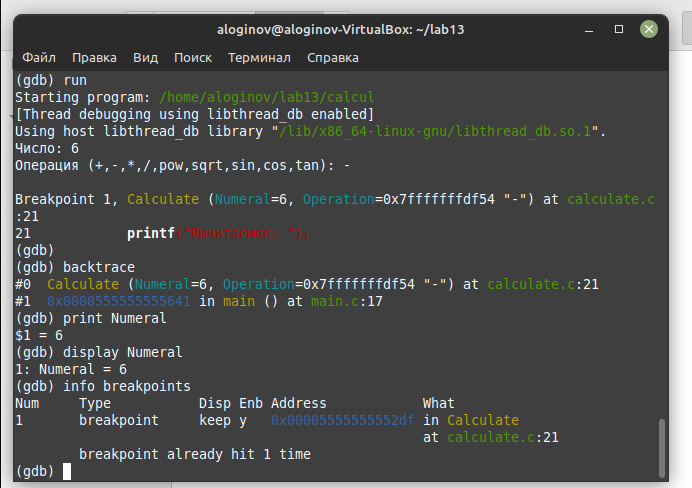 aloginov@aloginov-VirtualBox: ~/lab13
Файл Правка Вид Поиск Терминал Справка
(gdb) run
Starting program: /home/aloginov/lab13/calcul
[Thread debugging using libthread_db enabled]
Using host libthread_db library "/lib/x86_64-linux-gnu/libthread_db.so.1".
Число: 6
Операция (+,-,*,/,pow,sqrt,sin,cos,tan): -
Breakpoint 1, Calculate (Numeral=6, Operation=0x7fffffffdf54 "-") at calculate.c
:21
21 printf("Вычитаемое: ");
(gdb)
(gdb) backtrace
#0 Calculate (Numeral=6, Operation=0x7fffffffdf54 "-") at calculate.c:21
#1 0x0000555555555641 in main () at main.c:17
(gdb) print Numeral
$1 = 6
(gdb) display Numeral
1: Numeral = 6
(gdb) info breakpoints
Num Type Disp Enb Address What
1 breakpoint keep y 0x00005555555552df in Calculate
at calculate.c:21
breakpoint already hit 1 time
(gdb)